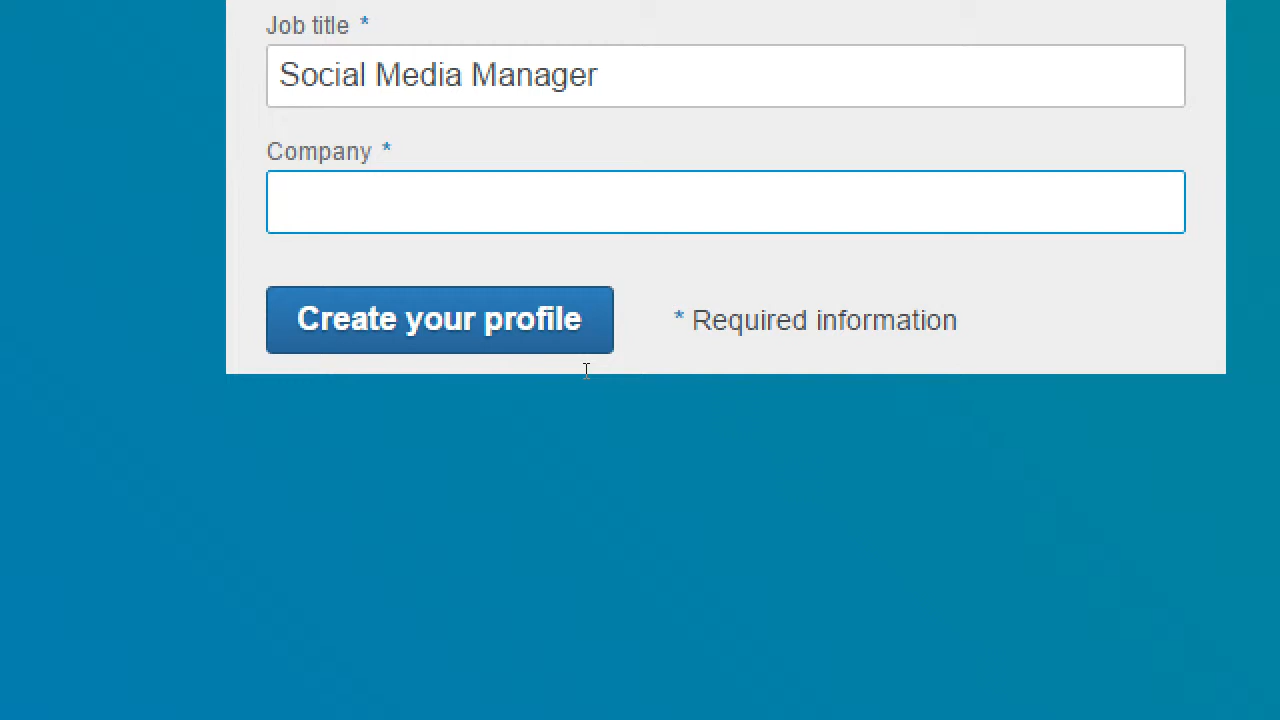 Job title *
Social Media Manager
Company *
Create your profile
* Required information